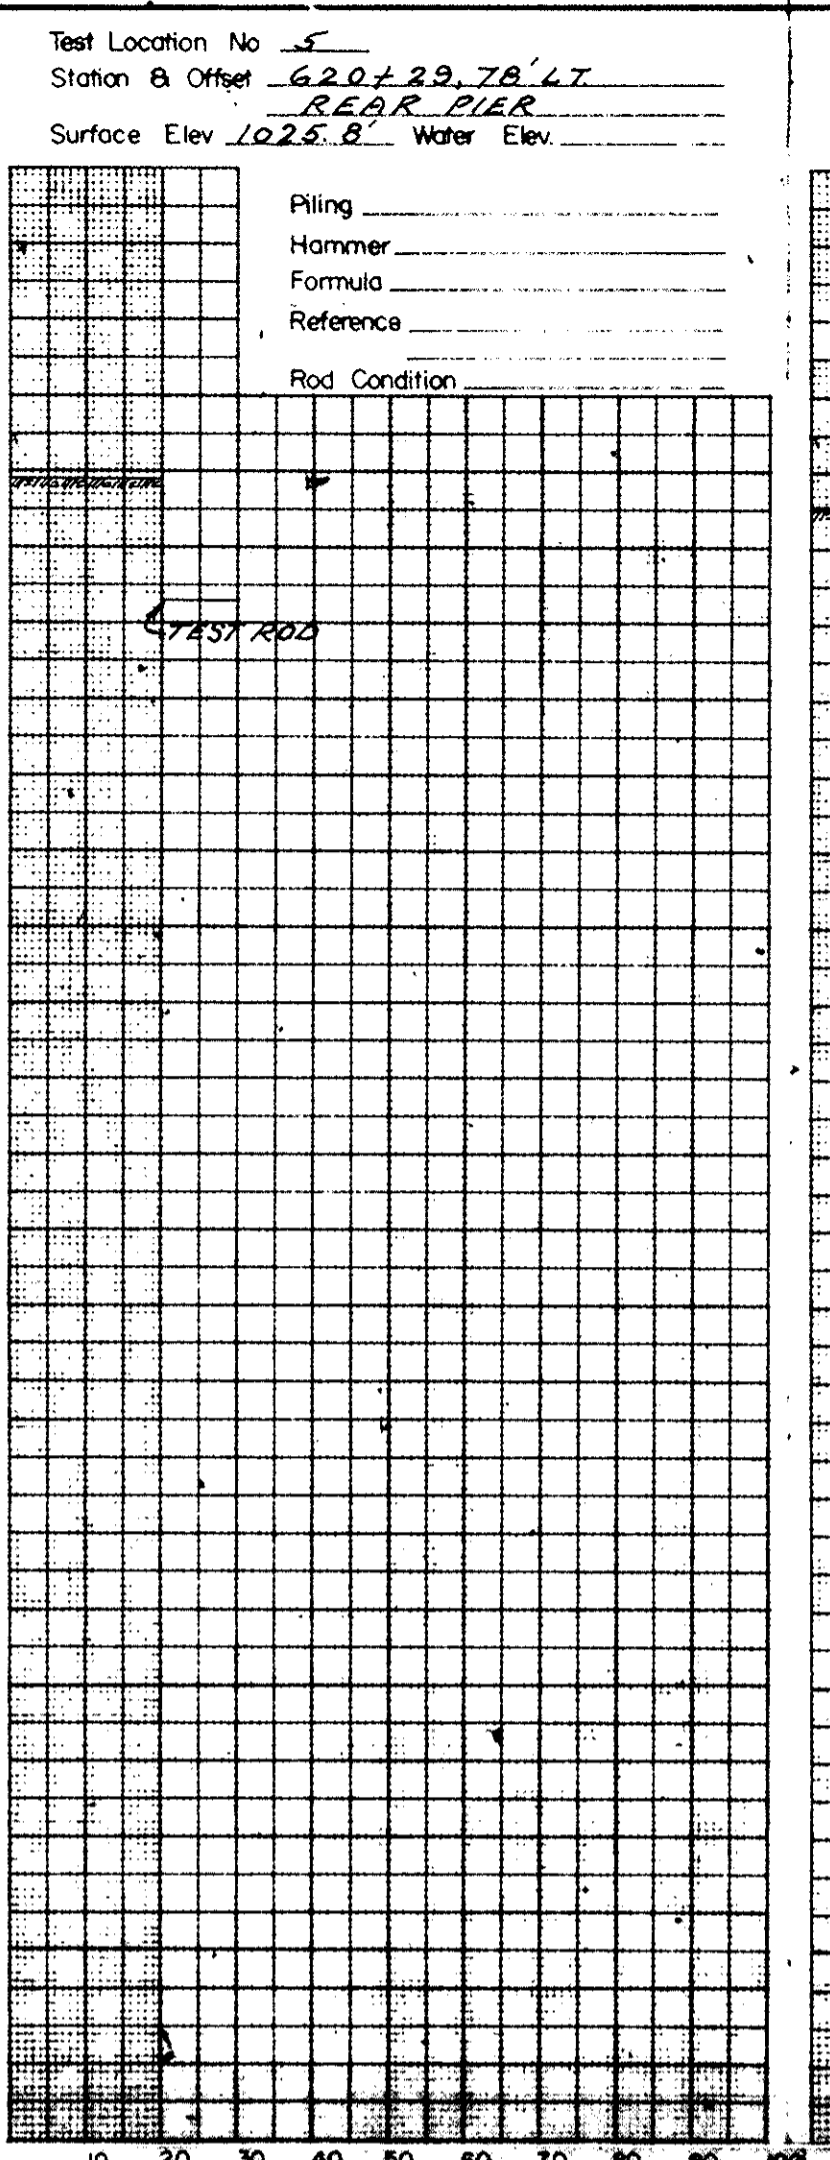 Test Location No 5
Station & Offset 620+29, 78' LT.
REAR PIER
Surface Elev 1025.8' Water Elev.
Piling
Hammer
Formula
Reference
Rod Condition
TEST ROD
10 20 30 40 50 60 70 80 90 100